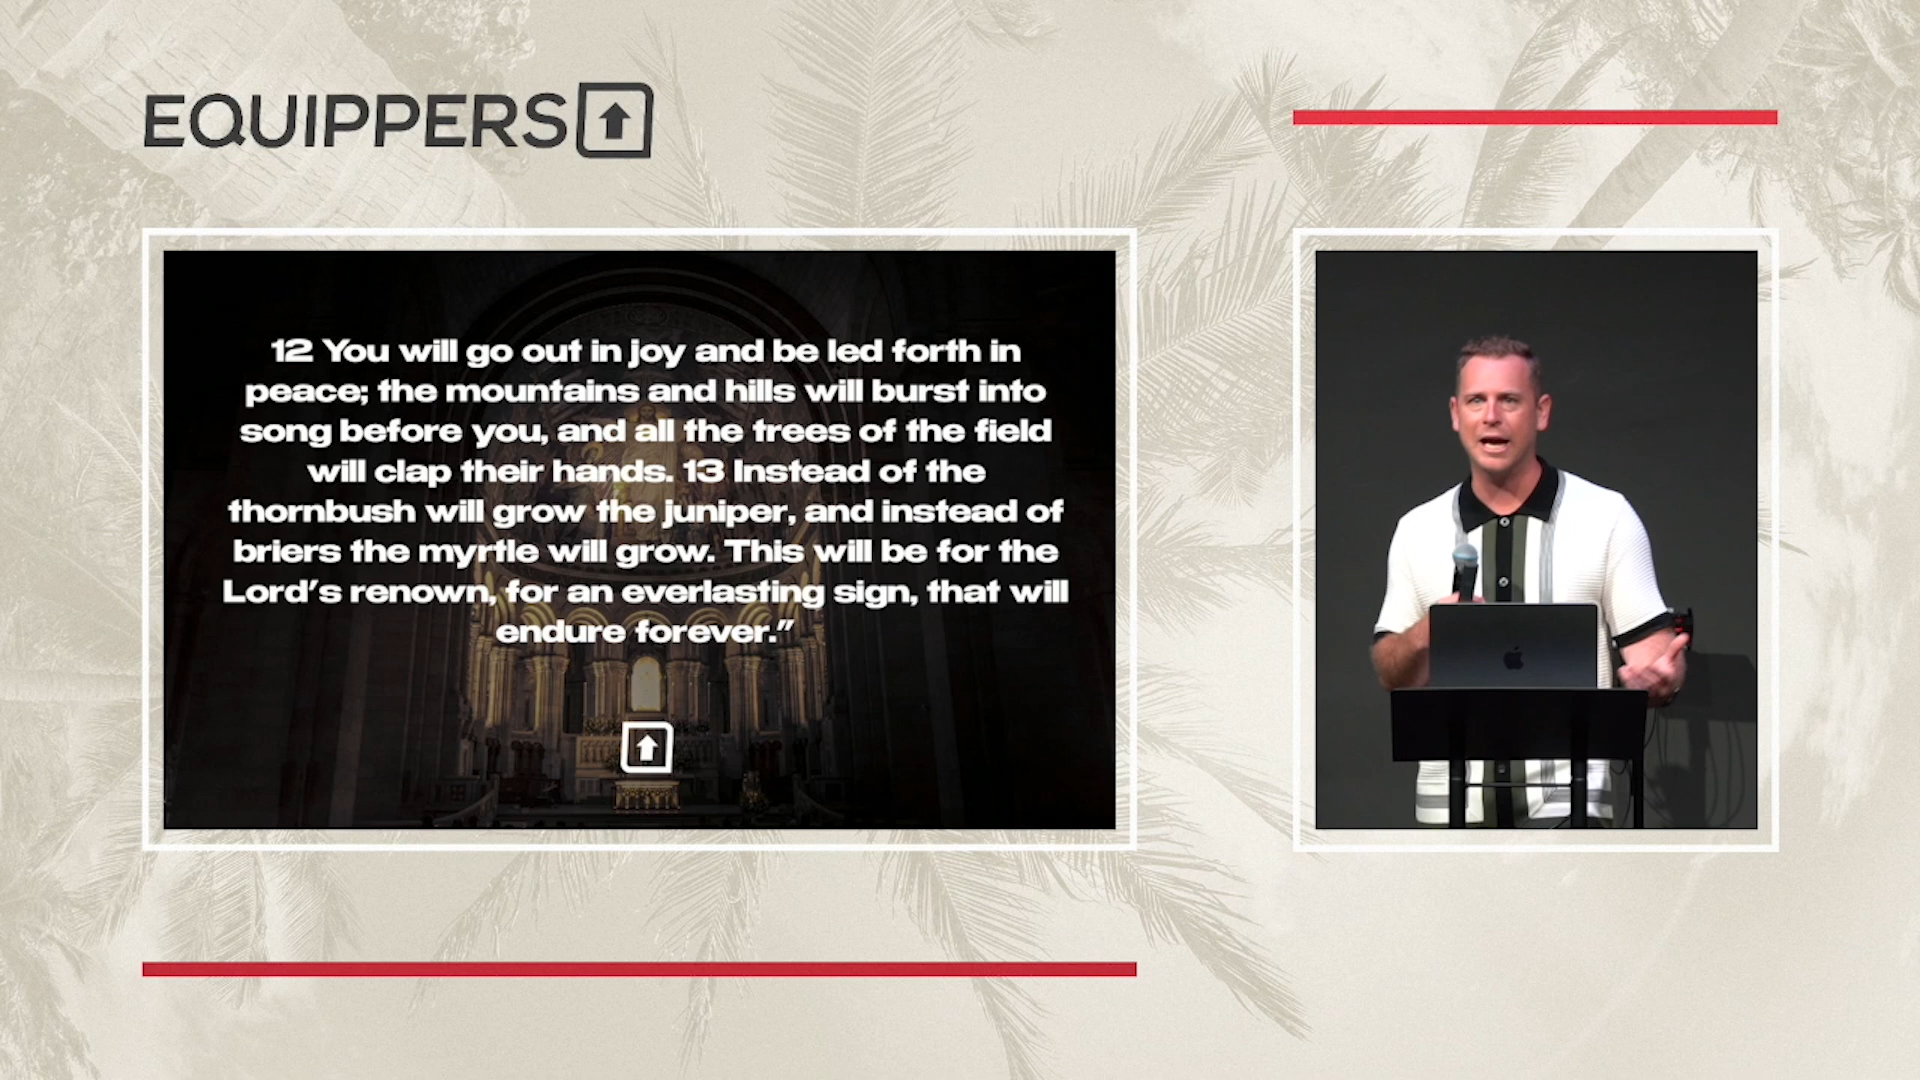 EQUIPPERS
12 You will go out in joy and be led forth in
peace; the mountains and hills will burst into
song before you, and all the trees of the field
will clap their hands. 13 Instead of the
thornbush will grow the juniper, and instead of
briers the myrtle will grow. This will be for the
Lord's renown, for an everlasting sign, that will
endure forever.”